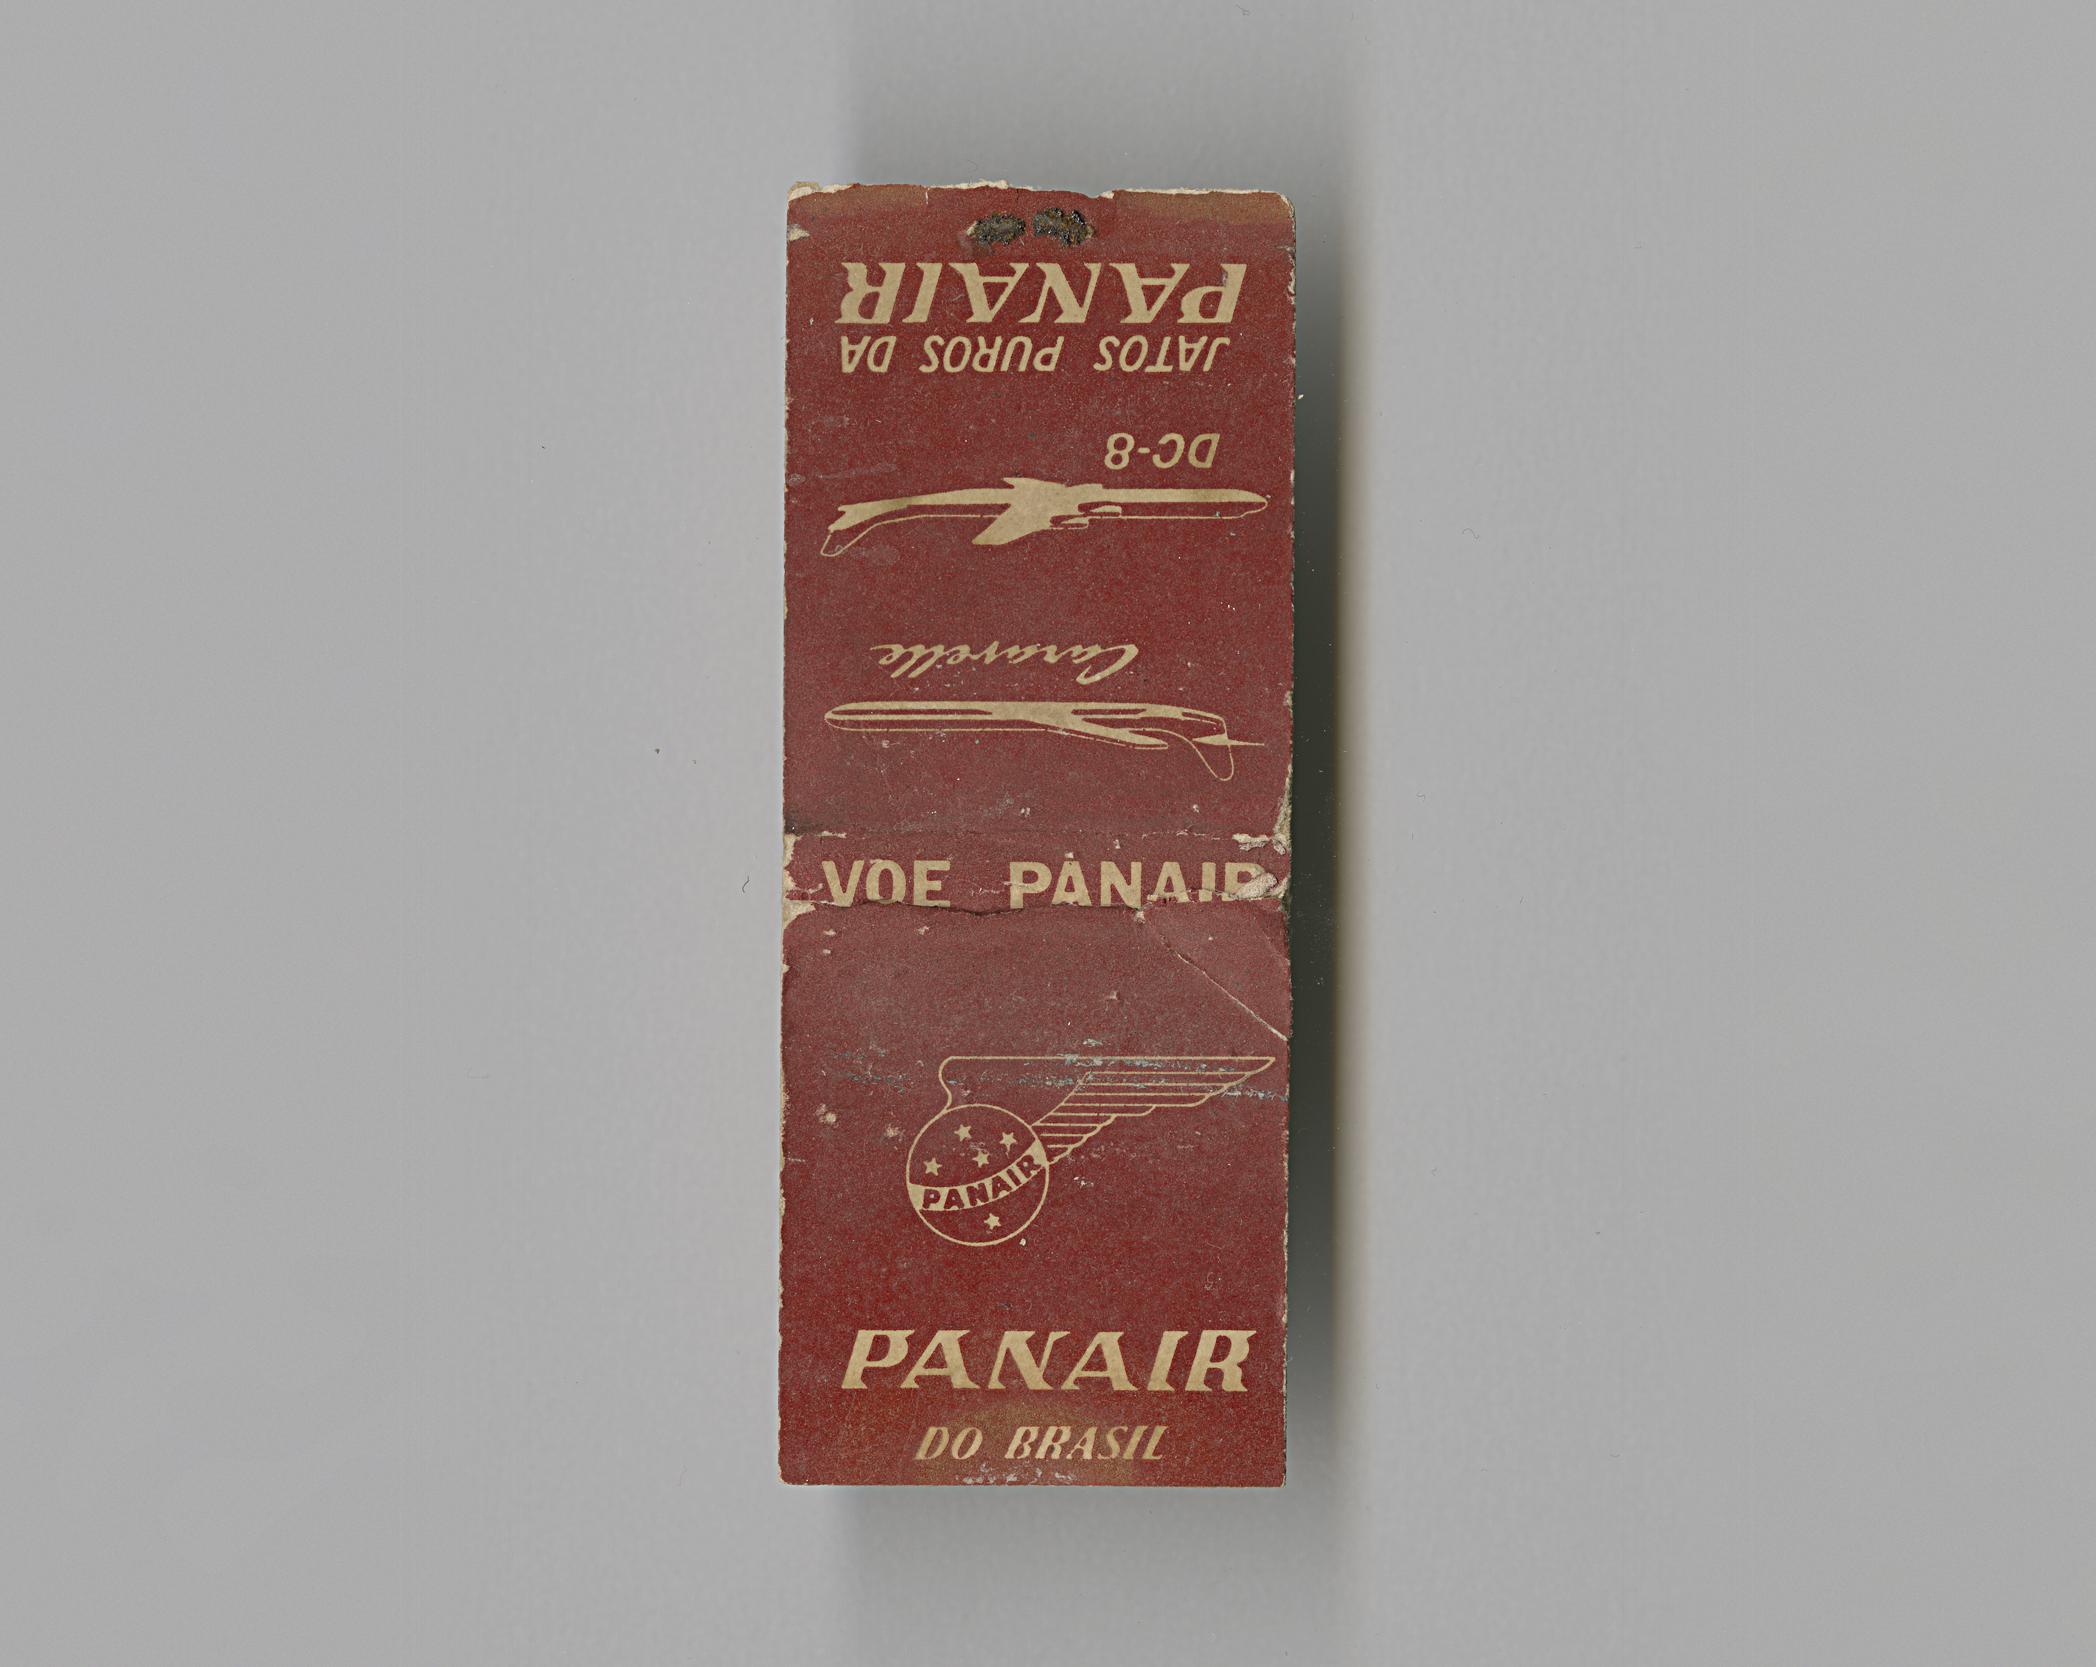 PANAIR
JATOS PUROS DA
DC-8
Caravelle
VOE PANAIR
PANAIR
PANAIR
DO BRASIL